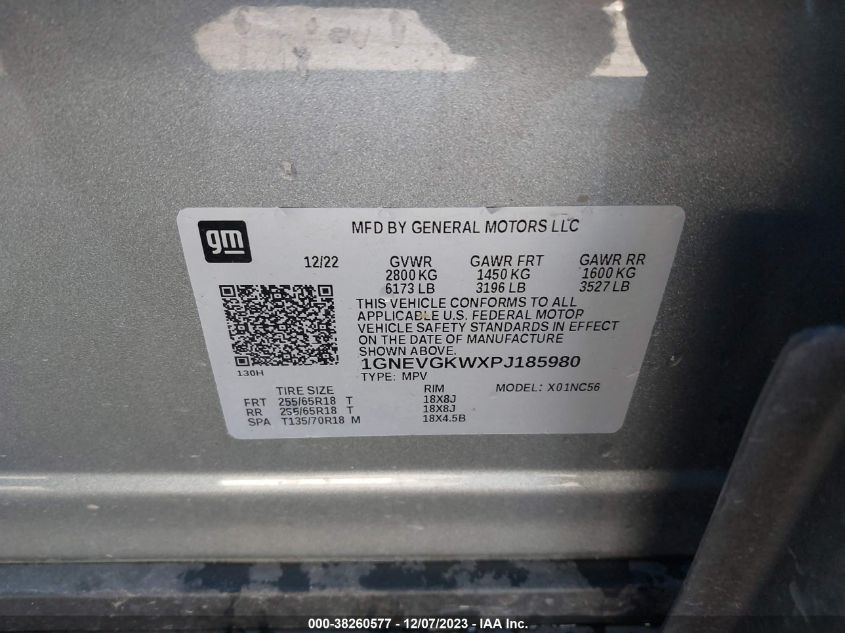 gm
MFD BY GENERAL MOTORS LLC
12/22 GVWR GAWR FRT GAWR RR
2800 KG 1450 KG 1600 KG
6173 LB 3196 LB 3527 LB
THIS VEHICLE CONFORMS TO ALL
APPLICABLE U.S. FEDERAL MOTOR
VEHICLE SAFETY STANDARDS IN EFFECT
ON THE DATE OF MANUFACTURE
SHOWN ABOVE.
1GNEVGKWXPJ185980
130H
TYPE: MPV MODEL: X01NC56
TIRE SIZE RIM
FRT 255/65R18 T 18X8J
RR 255/65R18 T 18X8J
SPA T135/70R18 M 18X4.5B
000-38260577 - 12/07/2023 - IAA Inc.